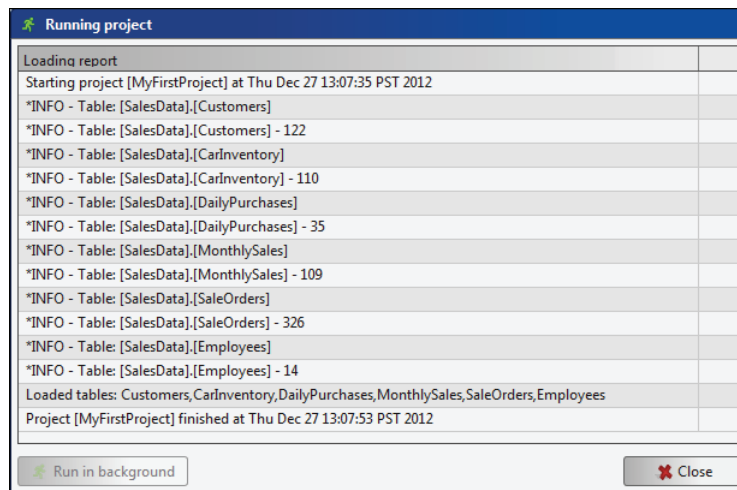 Running project
Loading report
Starting project [MyFirstProject] at Thu Dec 27 13:07:35 PST 2012
*INFO - Table: [SalesData].[Customers]
*INFO - Table: [SalesData].[Customers] - 122
*INFO - Table: [SalesData].[CarInventory]
*INFO - Table: [SalesData].[CarInventory] - 110
*INFO - Table: [SalesData].[DailyPurchases]
*INFO - Table: [SalesData].[DailyPurchases] - 35
*INFO - Table: [SalesData].[MonthlySales]
*INFO - Table: [SalesData].[MonthlySales] - 109
*INFO - Table: [SalesData].[SaleOrders]
*INFO - Table: [SalesData].[SaleOrders] - 326
*INFO - Table: [SalesData].[Employees]
*INFO - Table: [SalesData].[Employees] - 14
Loaded tables: Customers,CarInventory,DailyPurchases,MonthlySales,SaleOrders,Employees
Project [MyFirstProject] finished at Thu Dec 27 13:07:53 PST 2012
Run in background
Close